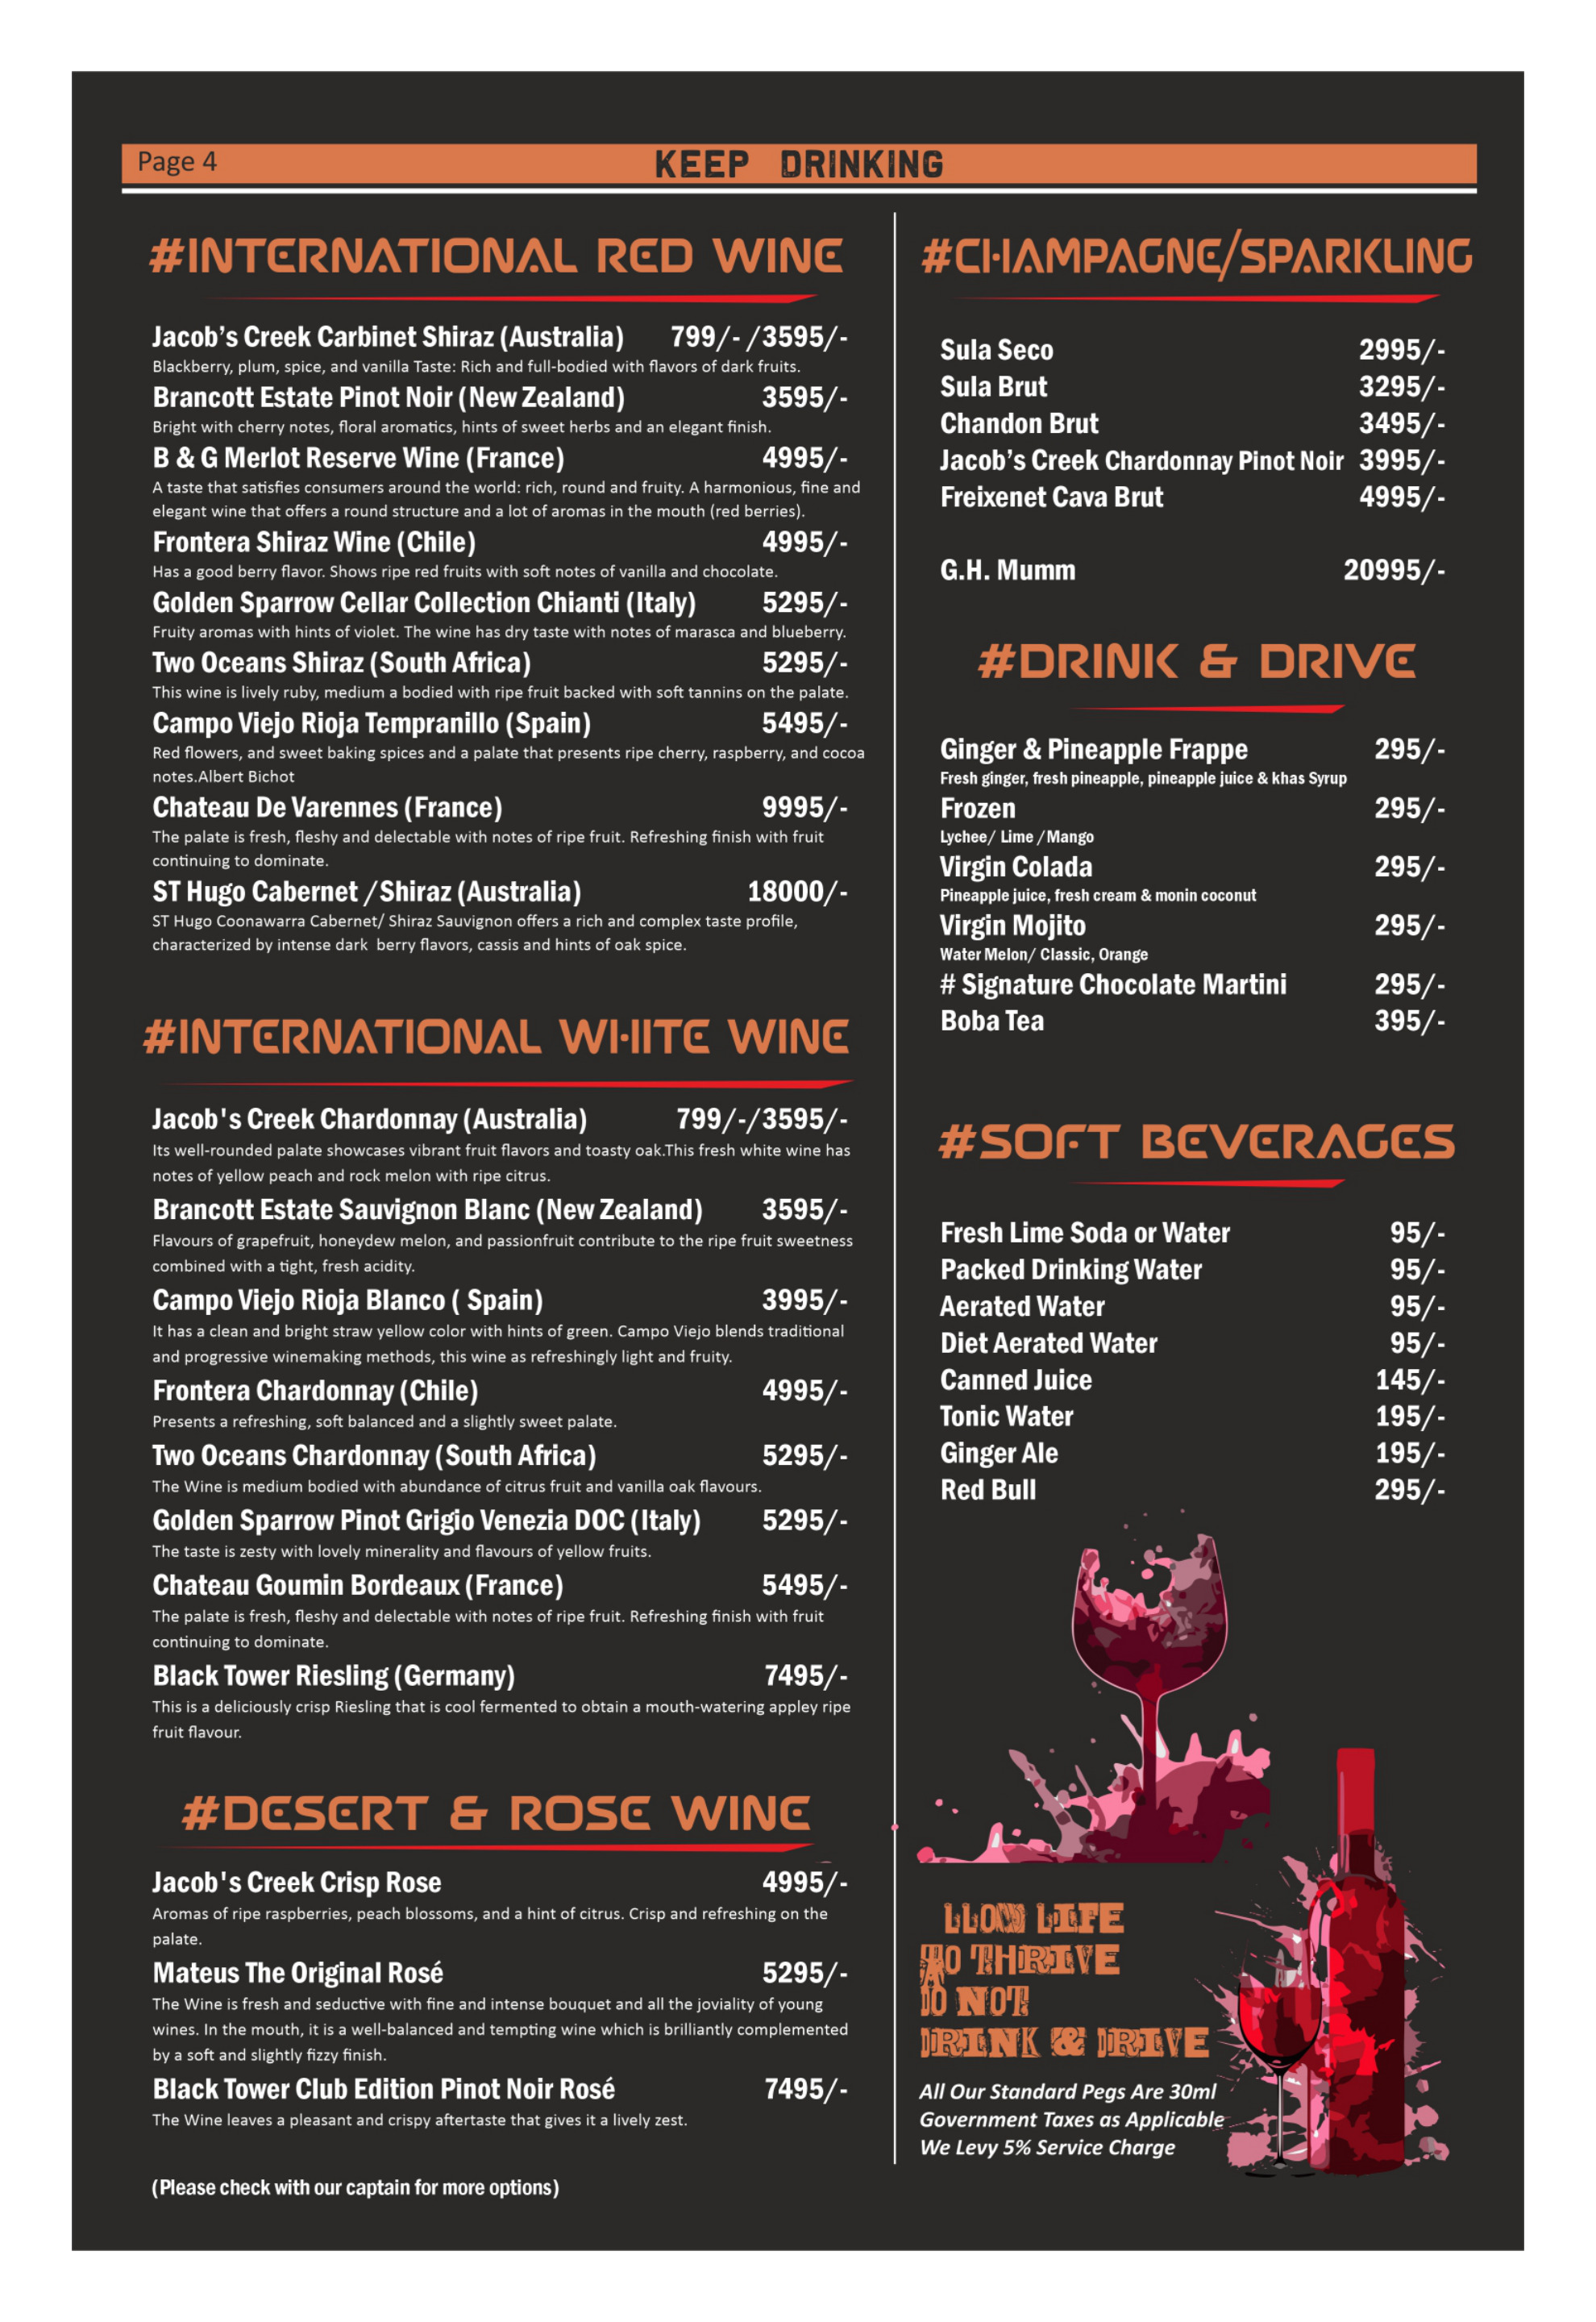 Page 4
KEEP DRINKING
#INTERNATIONAL RED WINE
Jacob's Creek Carbinet Shiraz (Australia) 799/- /3595/-
Blackberry, plum, spice, and vanilla Taste: Rich and full-bodied with flavors of dark fruits.
Brancott Estate Pinot Noir (New Zealand) 3595/-
Bright with cherry notes, floral aromatics, hints of sweet herbs and an elegant finish.
B & G Merlot Reserve Wine (France) 4995/-
A taste that satisfies consumers around the world: rich, round and fruity. A harmonious, fine and
elegant wine that offers a round structure and a lot of aromas in the mouth (red berries).
Frontera Shiraz Wine (Chile) 4995/-
Has a good berry flavor. Shows ripe red fruits with soft notes of vanilla and chocolate.
Golden Sparrow Cellar Collection Chianti (Italy) 5295/-
Fruity aromas with hints of violet. The wine has dry taste with notes of marasca and blueberry.
Two Oceans Shiraz (South Africa) 5295/-
This wine is lively ruby, medium a bodied with ripe fruit backed with soft tannins on the palate.
Campo Viejo Rioja Tempranillo (Spain) 5495/-
Red flowers, and sweet baking spices and a palate that presents ripe cherry, raspberry, and cocoa
notes.Albert Bichot
Chateau De Varennes (France) 9995/-
The palate is fresh, fleshy and delectable with notes of ripe fruit. Refreshing finish with fruit
continuing to dominate.
ST Hugo Cabernet /Shiraz (Australia) 18000/-
ST Hugo Coonawarra Cabernet/ Shiraz Sauvignon offers a rich and complex taste profile,
characterized by intense dark berry flavors, cassis and hints of oak spice.
#INTERNATIONAL WHITE WINE
Jacob's Creek Chardonnay (Australia) 799/-/3595/-
Its well-rounded palate showcases vibrant fruit flavors and toasty oak.This fresh white wine has
notes of yellow peach and rock melon with ripe citrus.
Brancott Estate Sauvignon Blanc (New Zealand) 3595/-
Flavours of grapefruit, honeydew melon, and passionfruit contribute to the ripe fruit sweetness
combined with a tight, fresh acidity.
Campo Viejo Rioja Blanco ( Spain) 3995/-
It has a clean and bright straw yellow color with hints of green. Campo Viejo blends traditional
and progressive winemaking methods, this wine as refreshingly light and fruity.
Frontera Chardonnay (Chile) 4995/-
Presents a refreshing, soft balanced and a slightly sweet palate.
Two Oceans Chardonnay (South Africa) 5295/-
The Wine is medium bodied with abundance of citrus fruit and vanilla oak flavours.
Golden Sparrow Pinot Grigio Venezia DOC (Italy) 5295/-
The taste is zesty with lovely minerality and flavours of yellow fruits.
Chateau Goumin Bordeaux (France) 5495/-
The palate is fresh, fleshy and delectable with notes of ripe fruit. Refreshing finish with fruit
continuing to dominate.
Black Tower Riesling (Germany) 7495/-
This is a deliciously crisp Riesling that is cool fermented to obtain a mouth-watering appley ripe
fruit flavour.
#DESERT & ROSE WINE
Jacob's Creek Crisp Rose 4995/-
Aromas of ripe raspberries, peach blossoms, and a hint of citrus. Crisp and refreshing on the
palate.
Mateus The Original Rosé 5295/-
The Wine is fresh and seductive with fine and intense bouquet and all the joviality of young
wines. In the mouth, it is a well-balanced and tempting wine which is brilliantly complemented
by a soft and slightly fizzy finish.
Black Tower Club Edition Pinot Noir Rosé 7495/-
The Wine leaves a pleasant and crispy aftertaste that gives it a lively zest.
(Please check with our captain for more options)
#CHAMPAGNE/SPARKLING
Sula Seco 2995/-
Sula Brut 3295/-
Chandon Brut 3495/-
Jacob's Creek Chardonnay Pinot Noir 3995/-
Freixenet Cava Brut 4995/-
G.H. Mumm 20995/-
#DRINK & DRIVE
Ginger & Pineapple Frappe 295/-
Fresh ginger, fresh pineapple, pineapple juice & khas Syrup
Frozen 295/-
Lychee/ Lime /Mango
Virgin Colada 295/-
Pineapple juice, fresh cream & monin coconut
Virgin Mojito 295/-
Water Melon/ Classic, Orange
# Signature Chocolate Martini 295/-
Boba Tea 395/-
#SOFT BEVERAGES
Fresh Lime Soda or Water 95/-
Packed Drinking Water 95/-
Aerated Water 95/-
Diet Aerated Water 95/-
Canned Juice 145/-
Tonic Water 195/-
Ginger Ale 195/-
Red Bull 295/-
LLOW LIFE
TO THRIVE
DO NOT
DRINK & DRIVE
All Our Standard Pegs Are 30ml
Government Taxes as Applicable
We Levy 5% Service Charge